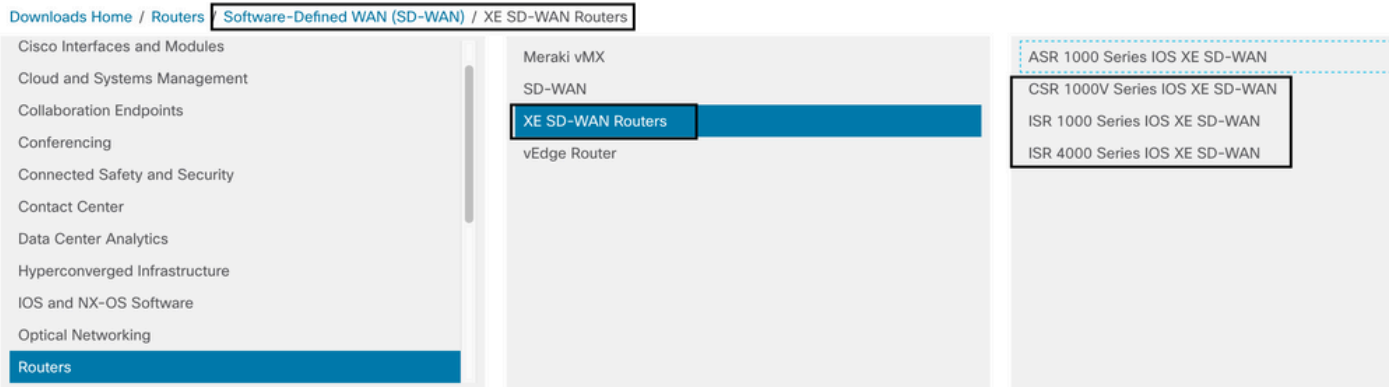 Downloads Home / Routers / Software-Defined WAN (SD-WAN) / XE SD-WAN Routers
Cisco Interfaces and Modules
Cloud and Systems Management
Collaboration Endpoints
Conferencing
Connected Safety and Security
Contact Center
Data Center Analytics
Hyperconverged Infrastructure
IOS and NX-OS Software
Optical Networking
Routers
Meraki vMX
SD-WAN
XE SD-WAN Routers
vEdge Router
ASR 1000 Series IOS XE SD-WAN
CSR 1000V Series IOS XE SD-WAN
ISR 1000 Series IOS XE SD-WAN
ISR 4000 Series IOS XE SD-WAN